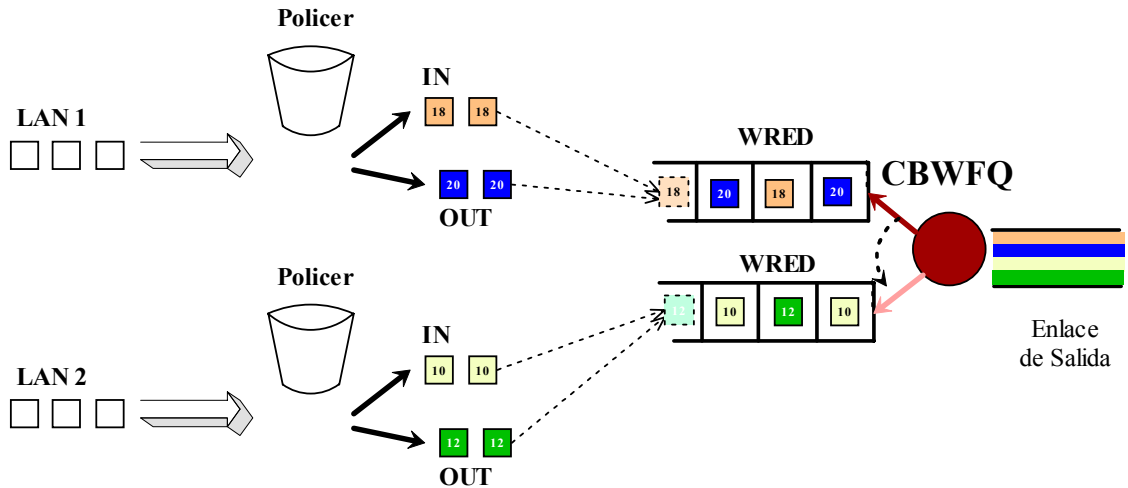 Policer
IN
18 18
LAN 1
20 20
OUT
WRED
18 20 18 20
CBWFQ
Policer
IN
10 10
LAN 2
12 12
OUT
WRED
12 10 12 10
Enlace
de Salida